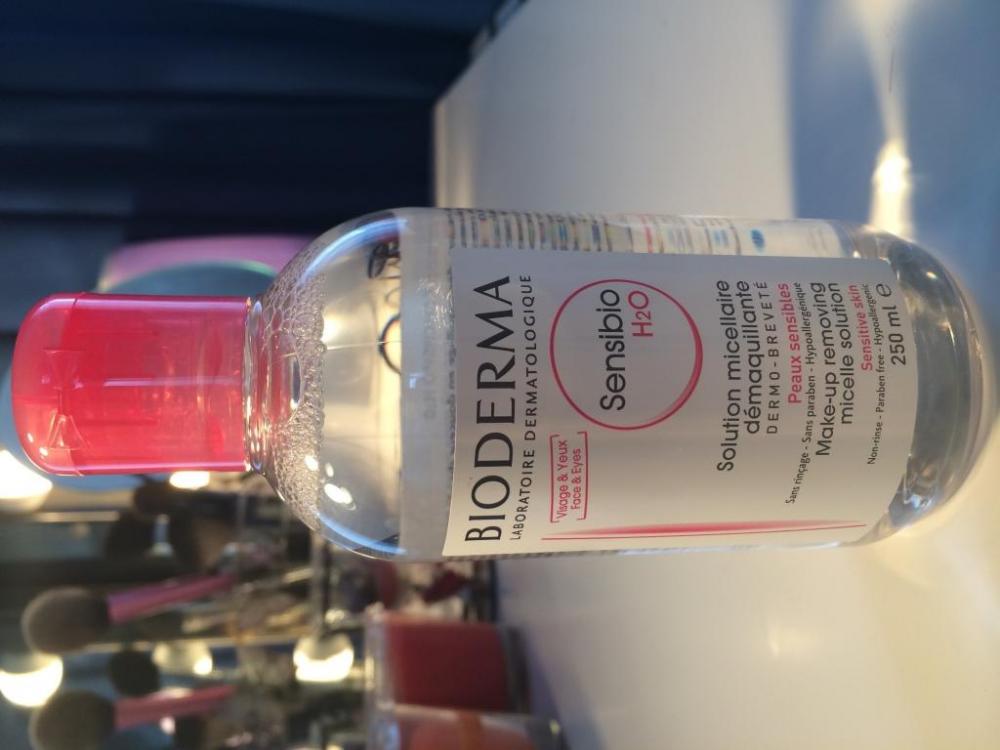 BIODERMA
LABORATOIRE DERMATOLOGIQUE
Visage & Yeux
Face & Eyes
Sensibio
H2O
Solution micellaire
démaquillante
DERMO-BREVETÉ
Peaux sensibles
Sans rinçage - Sans paraben - Hypoallergénique
Make-up removing
micelle solution
Sensitive skin
Non-rinse - Paraben free - Hypoallergenic
250 ml ℮